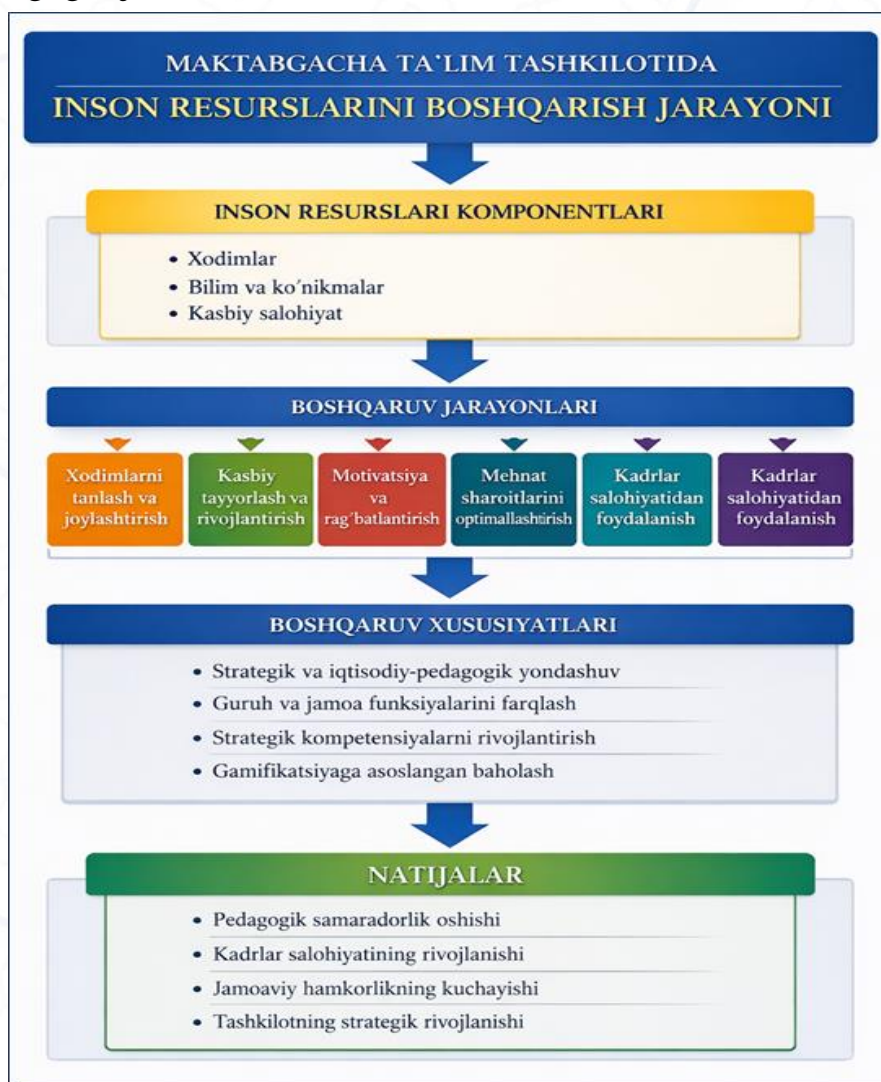 MAKTABGACHA TA'LIM TASHKILOTIDA
INSON RESURSLARINI BOSHQARISH JARAYONI
INSON RESURSLARI KOMPONENTLARI
• Xodimlar
• Bilim va ko'nikmalar
• Kasbiy salohiyat
BOSHQARUV JARAYONLARI
Xodimlarni
tanlash va
joylashtirish
Kasbiy
tayyorlash va
rivojlantirish
Motivatsiya
va
rag'batlantirish
Mehnat
sharoitlarini
optimallashtirish
Kadrlar
salohiyatidan
foydalanish
Kadrlar
salohiyatidan
foydalanish
BOSHQARUV XUSUSIYATLARI
• Strategik va iqtisodiy-pedagogik yondashuv
• Guruh va jamoa funksiyalarini farqlash
• Strategik kompetensiyalarni rivojlantirish
• Gamifikatsiyaga asoslangan baholash
NATIJALAR
• Pedagogik samaradorlik oshishi
• Kadrlar salohiyatining rivojlanishi
• Jamoaviy hamkorlikning kuchayishi
• Tashkilotning strategik rivojlanishi